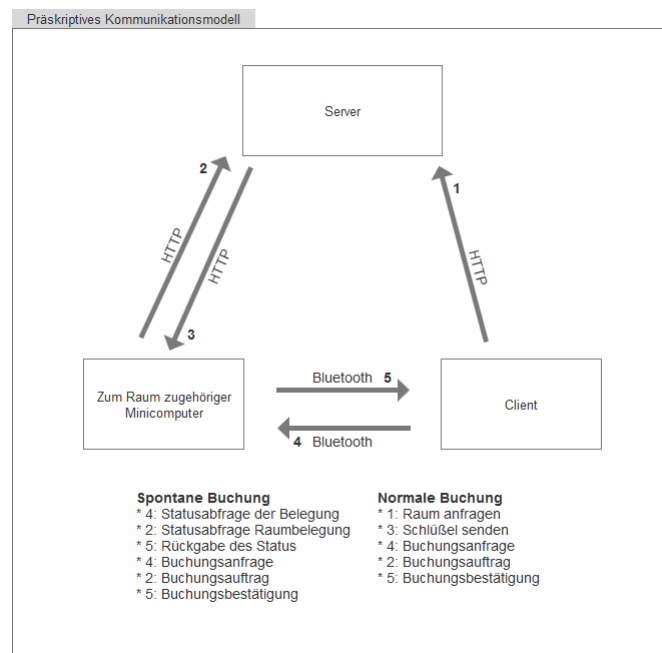 Präskriptives Kommunikationsmodell
Server
2
1
HTTP
HTTP
HTTP
3
Zum Raum zugehöriger
Minicomputer
Bluetooth 5
4 Bluetooth
Client
Spontane Buchung
* 4: Statusabfrage der Belegung
* 2: Statusabfrage Raumbelegung
* 5: Rückgabe des Status
* 4: Buchungsanfrage
* 2: Buchungsauftrag
* 5: Buchungsbestätigung
Normale Buchung
* 1: Raum anfragen
* 3: Schlüßel senden
* 4: Buchungsanfrage
* 2: Buchungsauftrag
* 5: Buchungsbestätigung